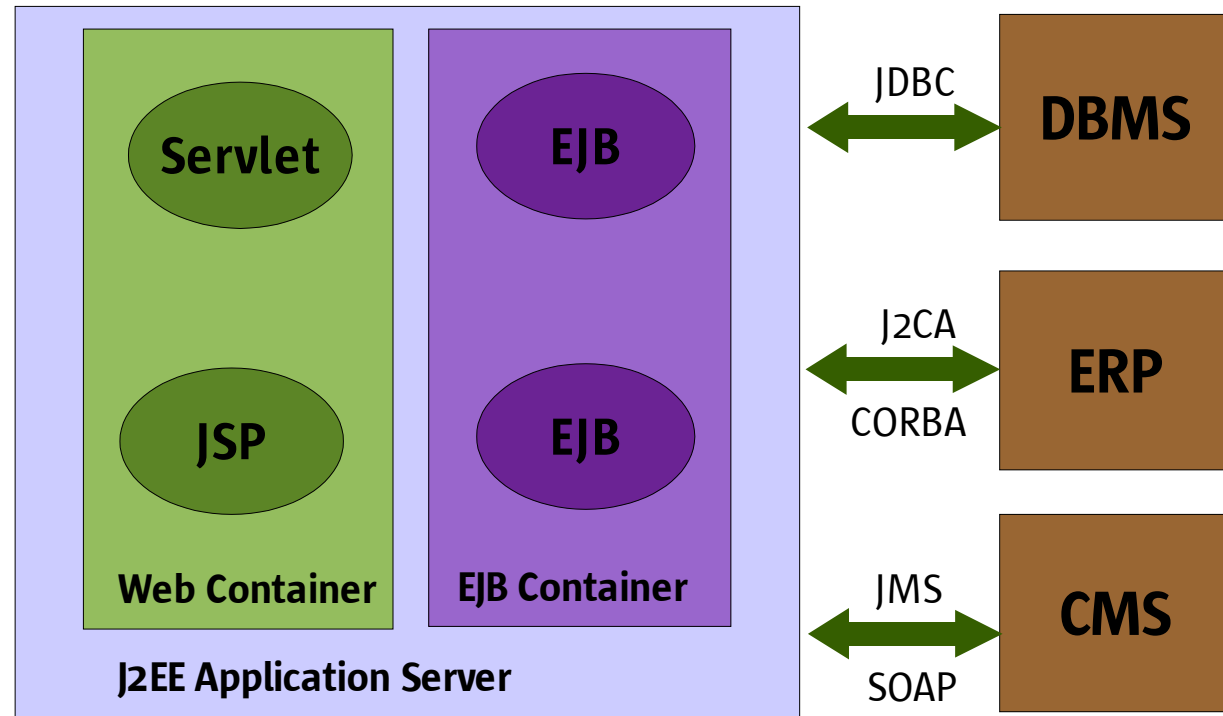 Servlet
JSP
Web Container
EJB
EJB
EJB Container
J2EE Application Server
JDBC
DBMS
J2CA
CORBA
ERP
JMS
SOAP
CMS